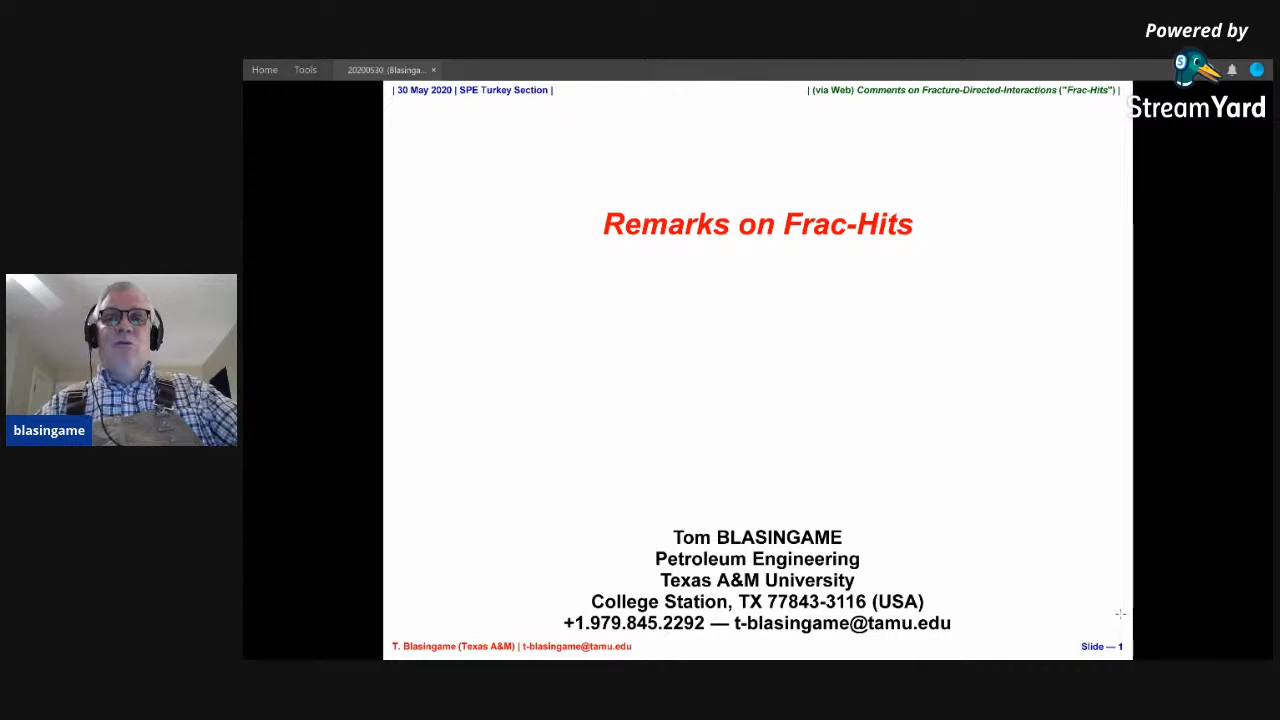 Powered by
StreamYard
Home Tools 20200530_(Blasinga... ×
| 30 May 2020 | SPE Turkey Section |
| (via Web) Comments on Fracture-Directed-Interactions ("Frac-Hits") |
Remarks on Frac-Hits
blasingame
Tom BLASINGAME
Petroleum Engineering
Texas A&M University
College Station, TX 77843-3116 (USA)
+1.979.845.2292 — t-blasingame@tamu.edu
T. Blasingame (Texas A&M) | t-blasingame@tamu.edu
Slide — 1